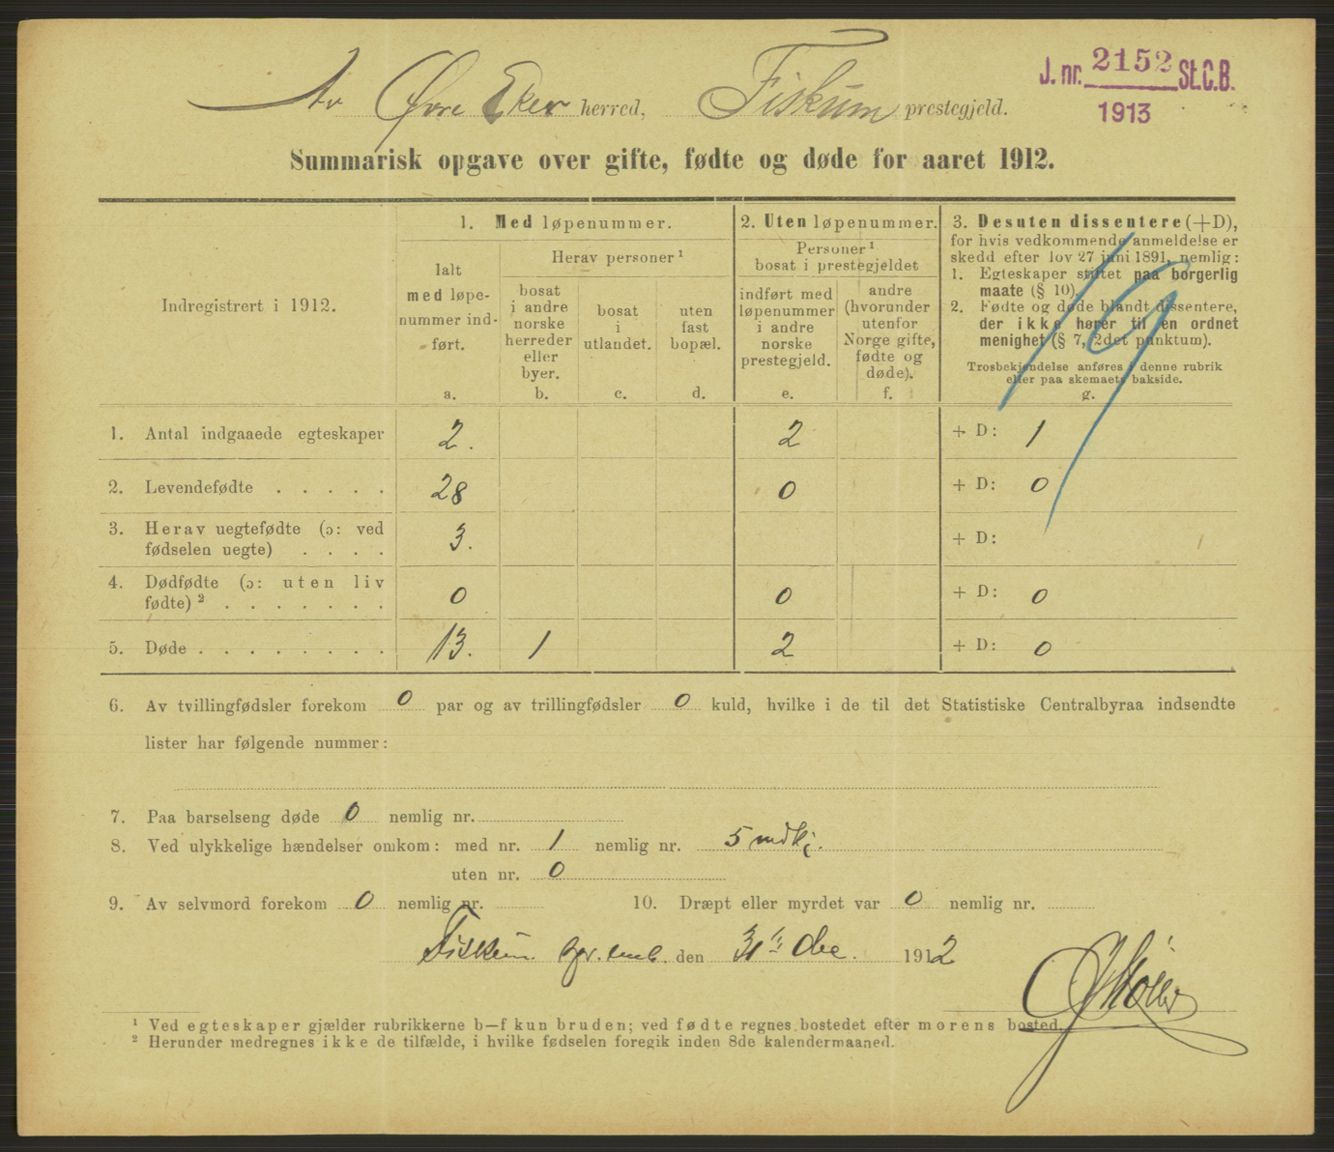 J. nr. 2152 St.C.B.
1913
Av Øvre Eker herred, Fiskum prestegjeld.
Summarisk opgave over gifte, fødte og døde for aaret 1912.
Indregistrert i 1912.
1. Med løpenummer.
Ialt med løpenummer indført.
a.
Herav personer ¹
bosat i andre norske herreder eller byer.
b.
bosat i utlandet.
c.
uten fast bopæl.
d.
2. Uten løpenummer.
Personer ¹ bosat i prestegjeldet
indført med løpenummer i andre norske prestegjeld.
e.
andre (hvorunder utenfor Norge gifte, fødte og døde).
f.
3. Desuten dissentere (+D),
for hvis vedkommende anmeldelse er
skedd efter lov 27 juni 1891, nemlig:
1. Egteskaper stiftet paa borgerlig
maate (§ 10).
2. Fødte og døde blandt dissentere,
der ikke hører til en ordnet
menighet (§ 7, 2det punktum).
Trosbekjendelse anføres i denne rubrik
eller paa skemaets bakside.
g.
19
1. Antal indgaaede egteskaper 2. 2 + D: 1
2. Levendefødte . . . . . 28 0 + D: 0
3. Herav uegtefødte (ɔ: ved
fødselen uegte) . . . . 3. + D:
4. Dødfødte (ɔ: uten liv
fødte) ² . . . . . . . 0 0 + D: 0
5. Døde . . . . . . . . 13. 1 2 + D: 0
6. Av tvillingfødsler forekom 0 par og av trillingfødsler 0 kuld, hvilke i de til det Statistiske Centralbyraa indsendte
lister har følgende nummer:
7. Paa barselseng døde 0 nemlig nr.
8. Ved ulykkelige hændelser omkom: med nr. 1 nemlig nr. 5 mdkj.
uten nr. 0
9. Av selvmord forekom 0 nemlig nr. 10. Dræpt eller myrdet var 0 nemlig nr.
Fiskum den 31 dec. 1912
¹ Ved egteskaper gjælder rubrikkerne b—f kun bruden; ved fødte regnes bostedet efter morens bosted.
² Herunder medregnes ikke de tilfælde, i hvilke fødselen foregik inden 8de kalendermaaned.